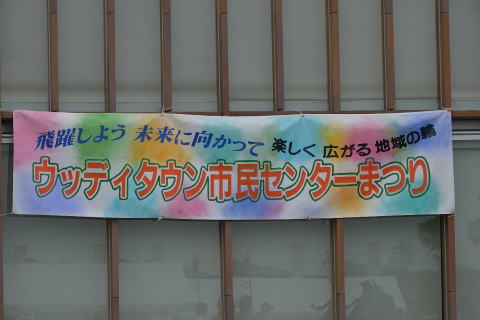 飛躍しよう 未来に向かって 楽しく 広がる 地域の輪
ウッディタウン市民センターまつり